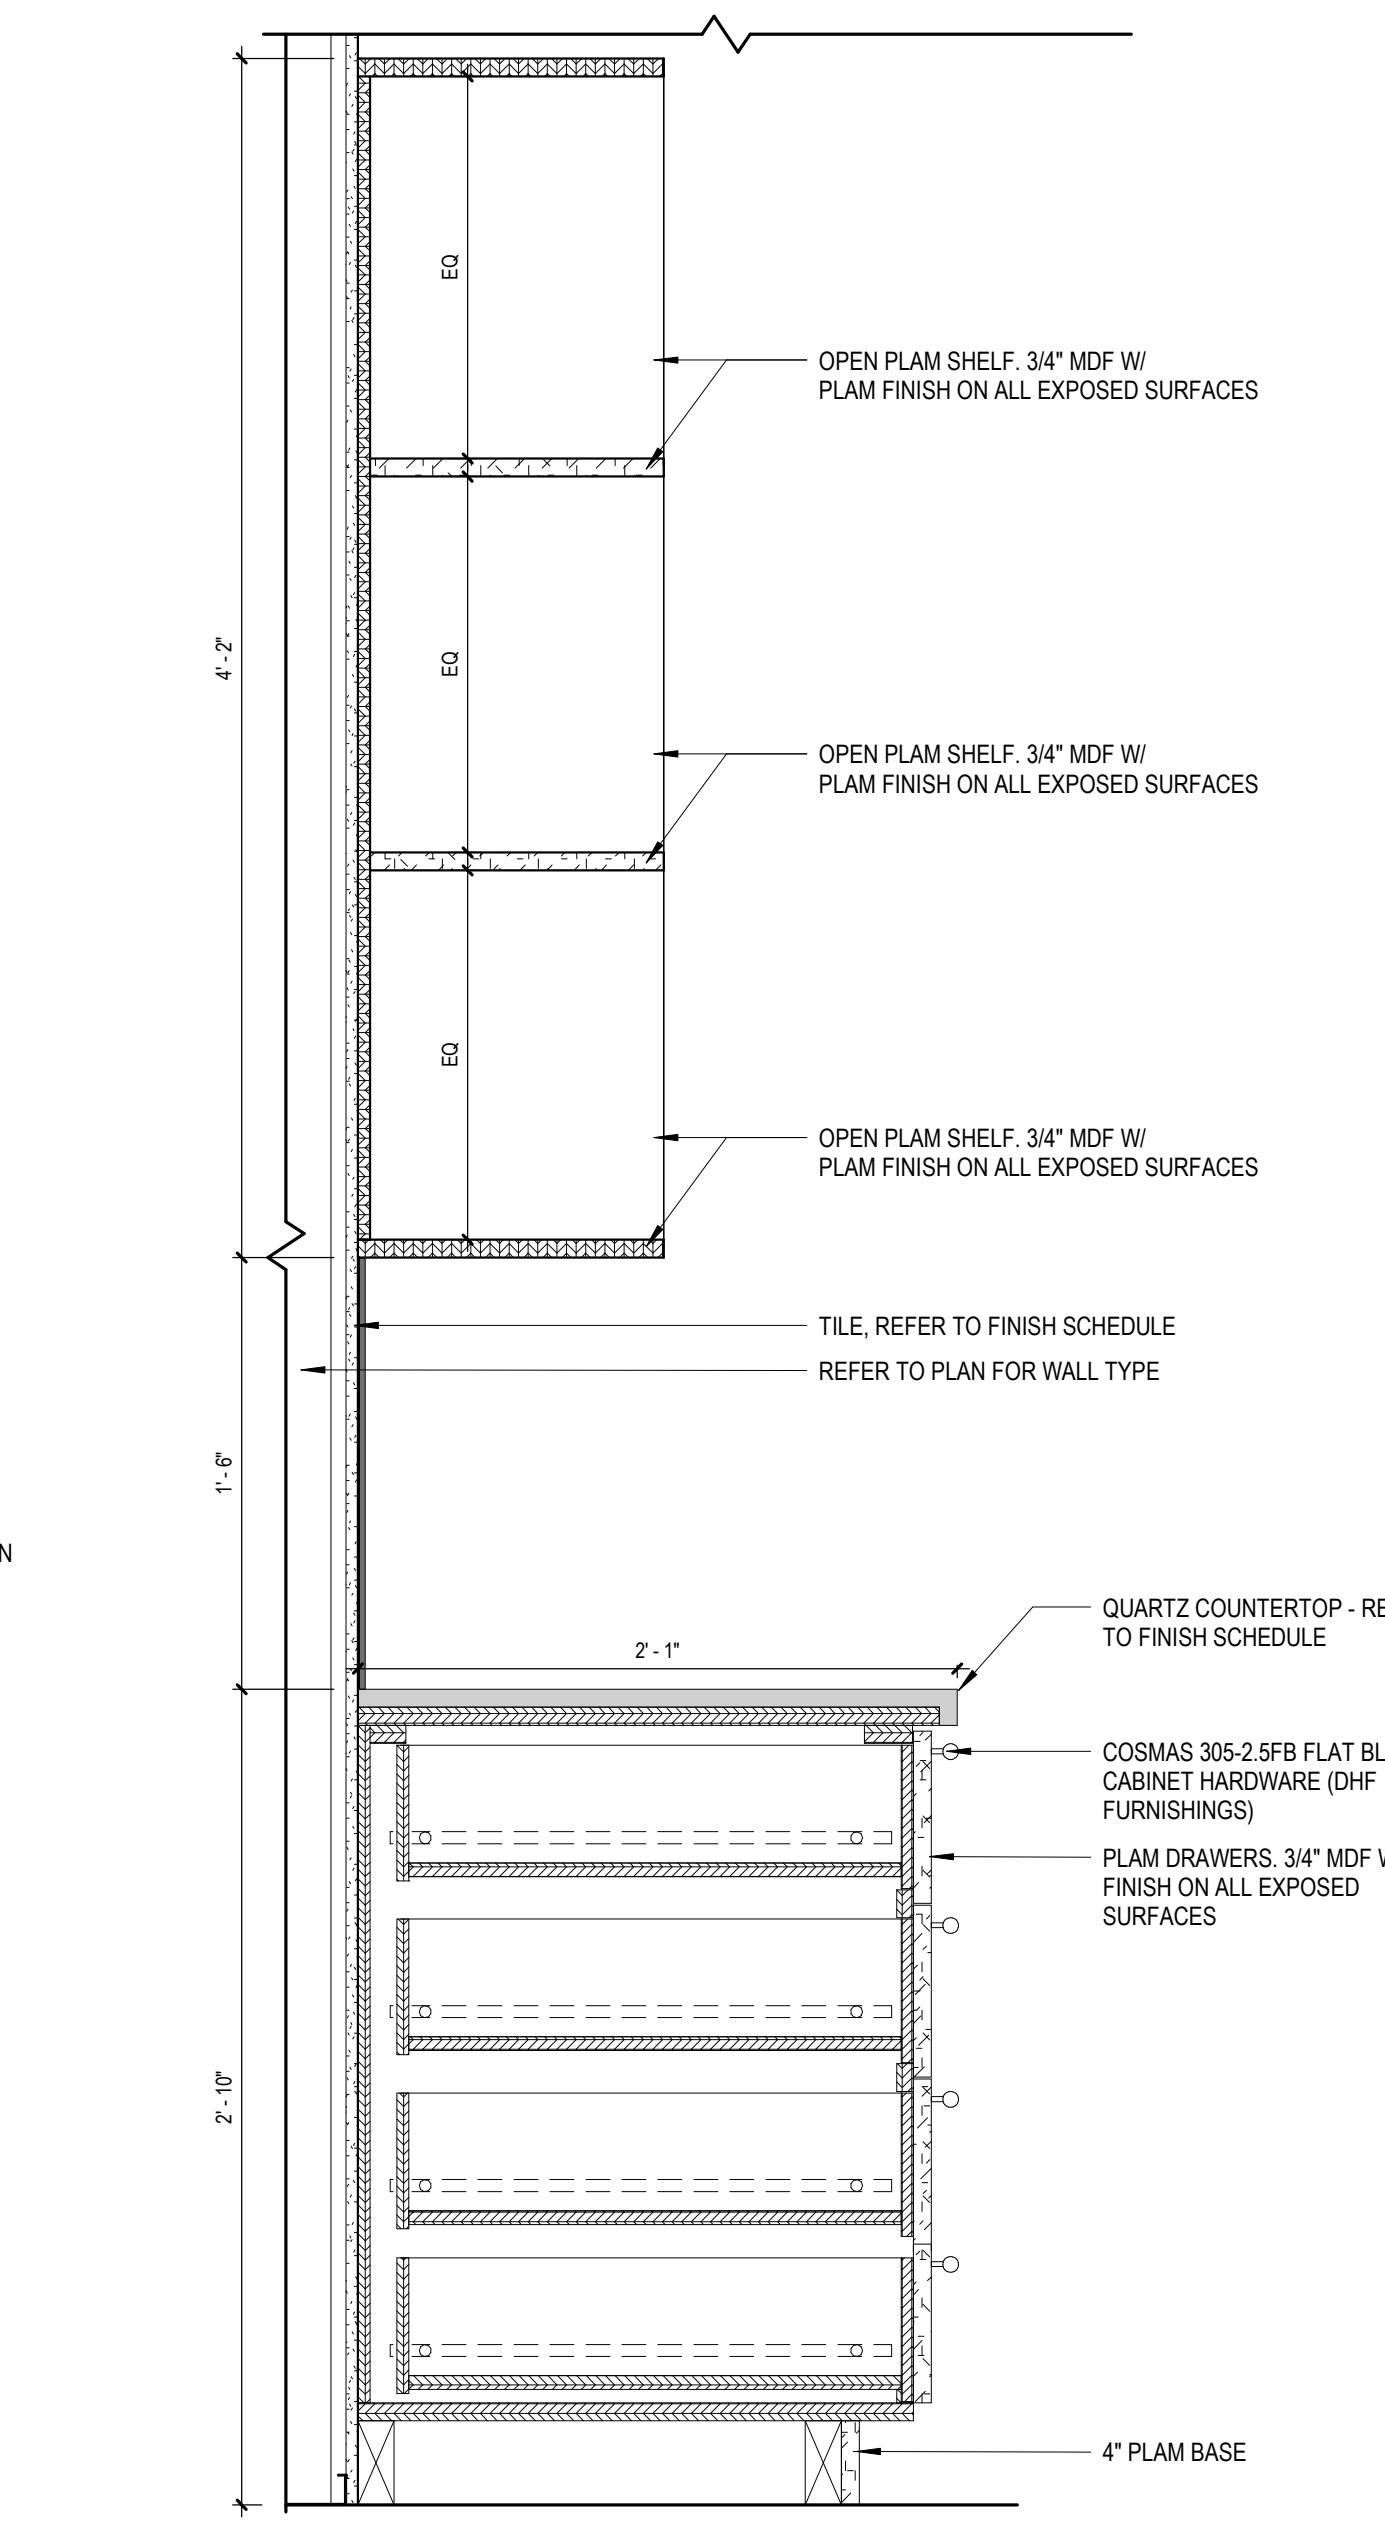 EQ
OPEN PLAM SHELF. 3/4" MDF W/
PLAM FINISH ON ALL EXPOSED SURFACES
4' - 2"
EQ
OPEN PLAM SHELF. 3/4" MDF W/
PLAM FINISH ON ALL EXPOSED SURFACES
EQ
OPEN PLAM SHELF. 3/4" MDF W/
PLAM FINISH ON ALL EXPOSED SURFACES
TILE, REFER TO FINISH SCHEDULE
REFER TO PLAN FOR WALL TYPE
1' - 6"
N
QUARTZ COUNTERTOP - RE
TO FINISH SCHEDULE
2' - 1"
COSMAS 305-2.5FB FLAT BL
CABINET HARDWARE (DHF
FURNISHINGS)
PLAM DRAWERS. 3/4" MDF W
FINISH ON ALL EXPOSED
SURFACES
2' - 10"
4" PLAM BASE